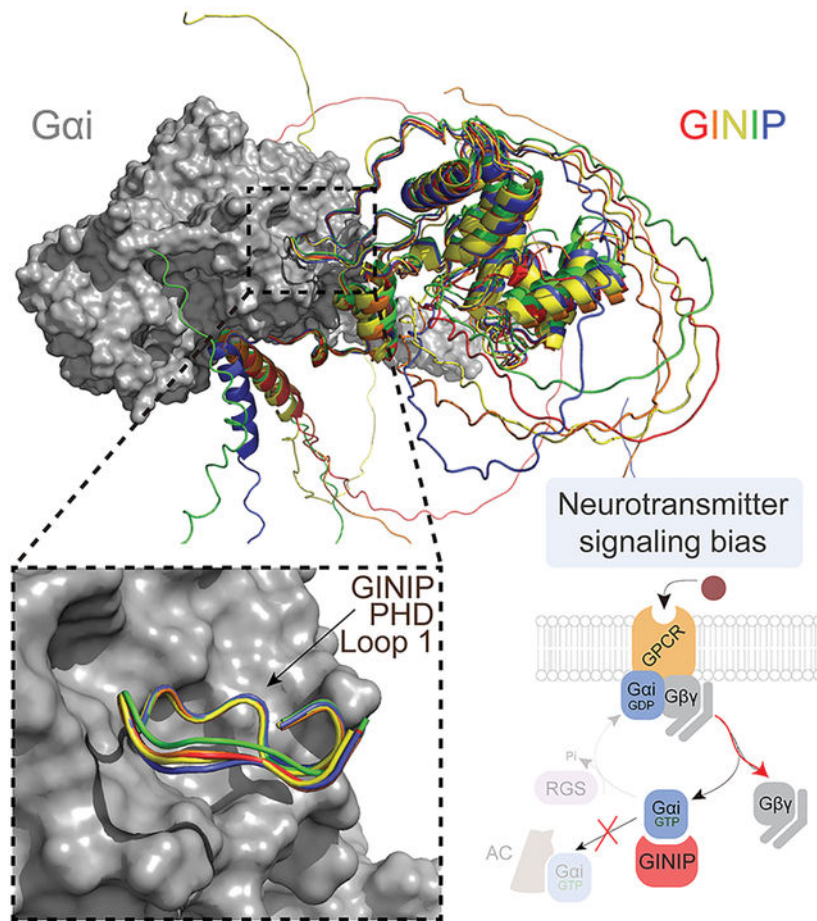 Gαi
GINIP
Neurotransmitter
signaling bias
GINIP
PHD
Loop 1
GPCR
Gαi
GDP
Gβγ
Pi
RGS
Gαi
GTP
Gβγ
AC
Gαi
GTP
GINIP